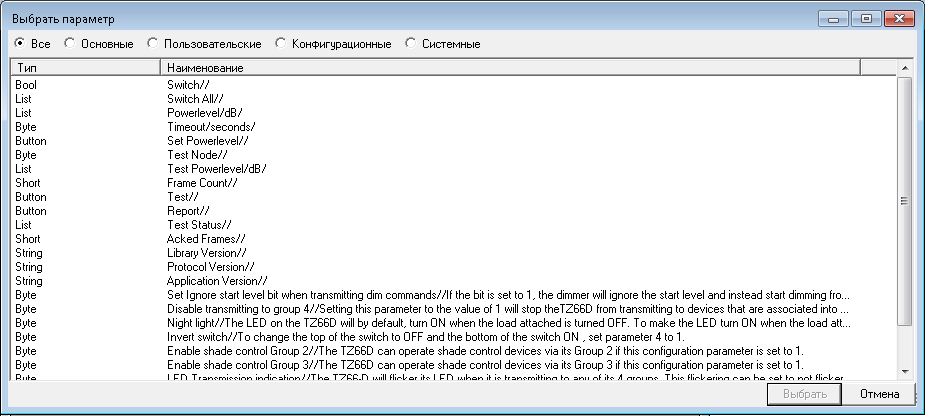 Выбрать параметр
Все Основные Пользовательские Конфигурационные Системные
Тип Наименование
Bool Switch//
List Switch All//
List Powerlevel/dB/
Byte Timeout/seconds/
Button Set Powerlevel//
Byte Test Node//
List Test Powerlevel/dB/
Short Frame Count//
Button Test//
Button Report//
List Test Status//
Short Acked Frames//
String Library Version//
String Protocol Version//
String Application Version//
Byte Set Ignore start level bit when transmitting dim commands//If the bit is set to 1, the dimmer will ignore the start level and instead start dimming fro...
Byte Disable transmitting to group 4//Setting this parameter to the value of 1 will stop theTZ66D from transmitting to devices that are associated into ...
Byte Night light//The LED on the TZ66D will by default, turn ON when the load attached is turned OFF. To make the LED turn ON when the load att...
Byte Invert switch//To change the top of the switch to OFF and the bottom of the switch ON , set parameter 4 to 1.
Byte Enable shade control Group 2//The TZ66D can operate shade control devices via its Group 2 if this configuration parameter is set to 1.
Byte Enable shade control Group 3//The TZ66D can operate shade control devices via its Group 3 if this configuration parameter is set to 1.
Byte LED Transmission indication//The TZ66-D will flicker its LED when it is transmitting to any of its 4 groups. This flickering can be set to not flicker
Выбрать Отмена